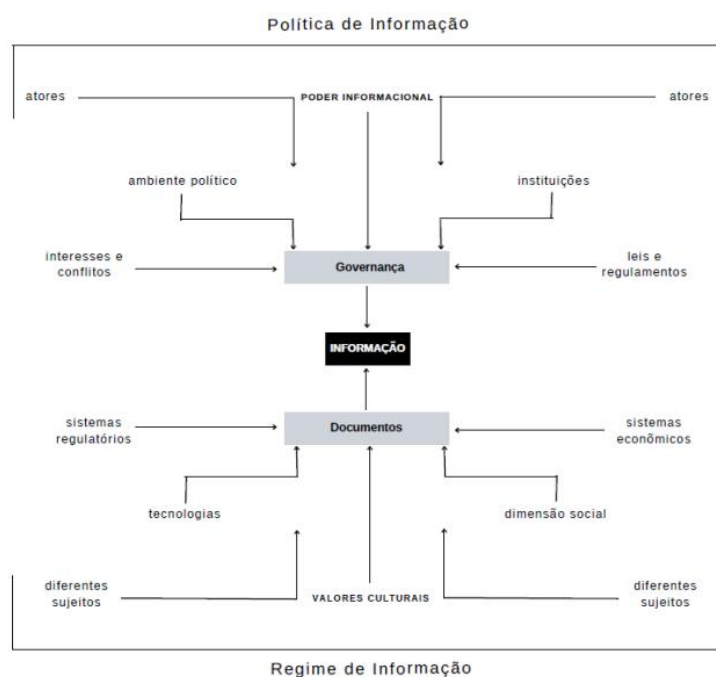 Política de Informação
atores
PODER INFORMACIONAL
atores
ambiente político
instituições
interesses e
conflitos
Governança
leis e
regulamentos
INFORMAÇÃO
sistemas
regulatórios
Documentos
sistemas
econômicos
tecnologias
dimensão social
diferentes
sujeitos
VALORES CULTURAIS
diferentes
sujeitos
Regime de Informação